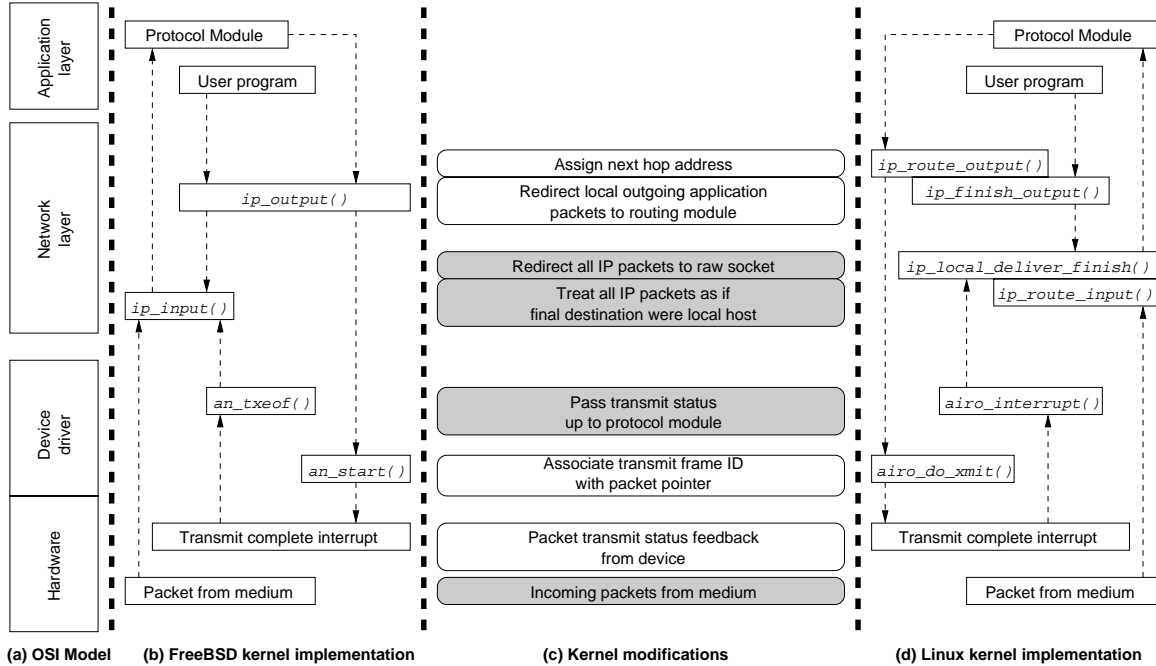 Application
layer
Network
layer
Device
driver
Hardware
(a) OSI Model
Protocol Module
User program
ip_output()
ip_input()
an_txeof()
an_start()
Transmit complete interrupt
Packet from medium
(b) FreeBSD kernel implementation
Assign next hop address
Redirect local outgoing application
packets to routing module
Redirect all IP packets to raw socket
Treat all IP packets as if
final destination were local host
Pass transmit status
up to protocol module
Associate transmit frame ID
with packet pointer
Packet transmit status feedback
from device
Incoming packets from medium
(c) Kernel modifications
Protocol Module
User program
ip_route_output()
ip_finish_output()
ip_local_deliver_finish()
ip_route_input()
airo_interrupt()
airo_do_xmit()
Transmit complete interrupt
Packet from medium
(d) Linux kernel implementation